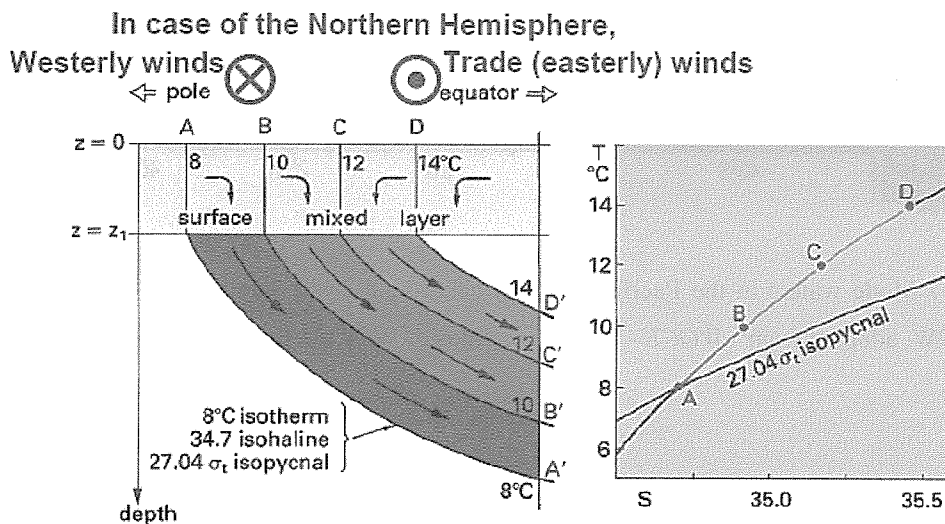 In case of the Northern Hemisphere,
Westerly winds Trade (easterly) winds
⇦ pole equator ⇨
A B C D
z = 0
8 10 12 14°C
surface mixed layer
z = z₁
14 D'
12 C'
10 B'
8°C A'
8°C isotherm
34.7 isohaline
27.04 σt isopycnal
depth
T
°C
14
12
10
8
6
D
C
B
A
27.04 σt isopycnal
S 35.0 35.5